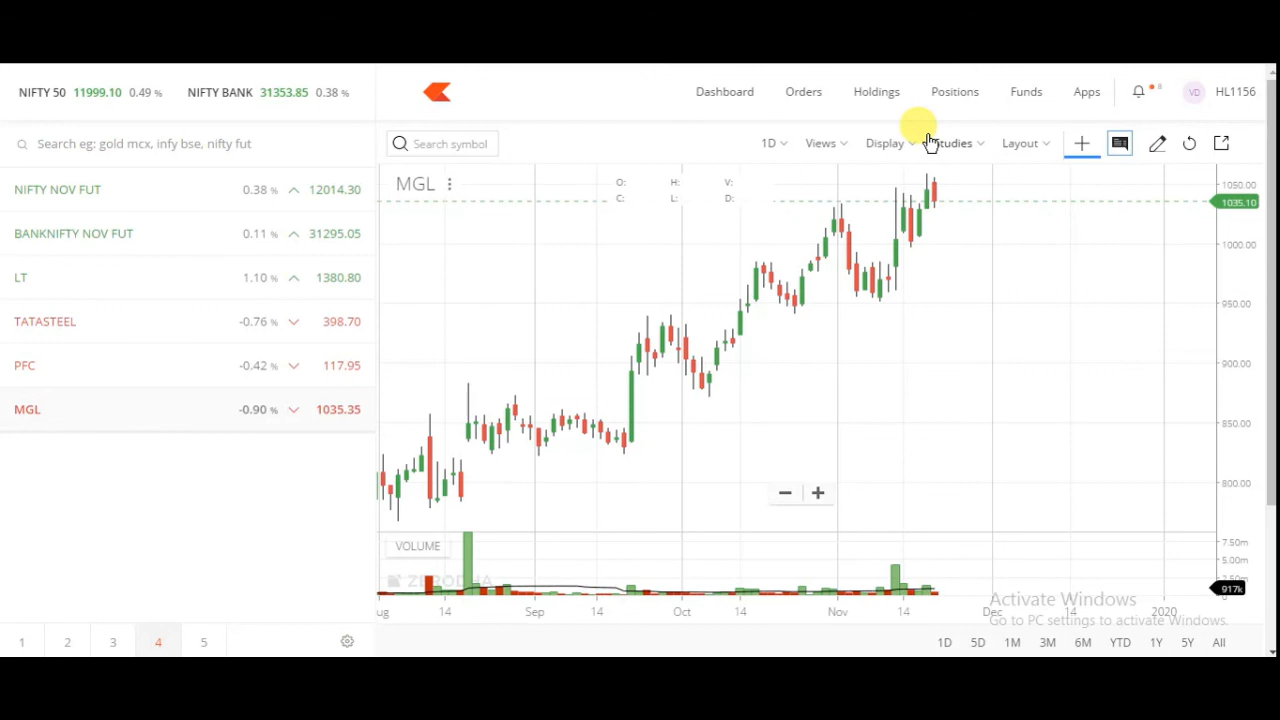 NIFTY 50 11999.10 0.49 % NIFTY BANK 31353.85 0.38 %
Dashboard Orders Holdings Positions Funds Apps 8 VD HL1156
Search eg: gold mcx, infy bse, nifty fut
Search symbol 1D Views Display Studies Layout
NIFTY NOV FUT 0.38 % 12014.30
BANKNIFTY NOV FUT 0.11 % 31295.05
LT 1.10 % 1380.80
TATASTEEL -0.76 % 398.70
PFC -0.42 % 117.95
MGL -0.90 % 1035.35
MGL
O: H: V:
C: L: D:
1050.00
1035.10
1000.00
950.00
900.00
850.00
800.00
VOLUME
7.50m
5.00m
ZERODHA
917k
14 Sep 14 Oct 14 Nov 14 Dec 14 2020
Activate Windows
Go to PC settings to activate Windows.
1 2 3 4 5
1D 5D 1M 3M 6M YTD 1Y 5Y All